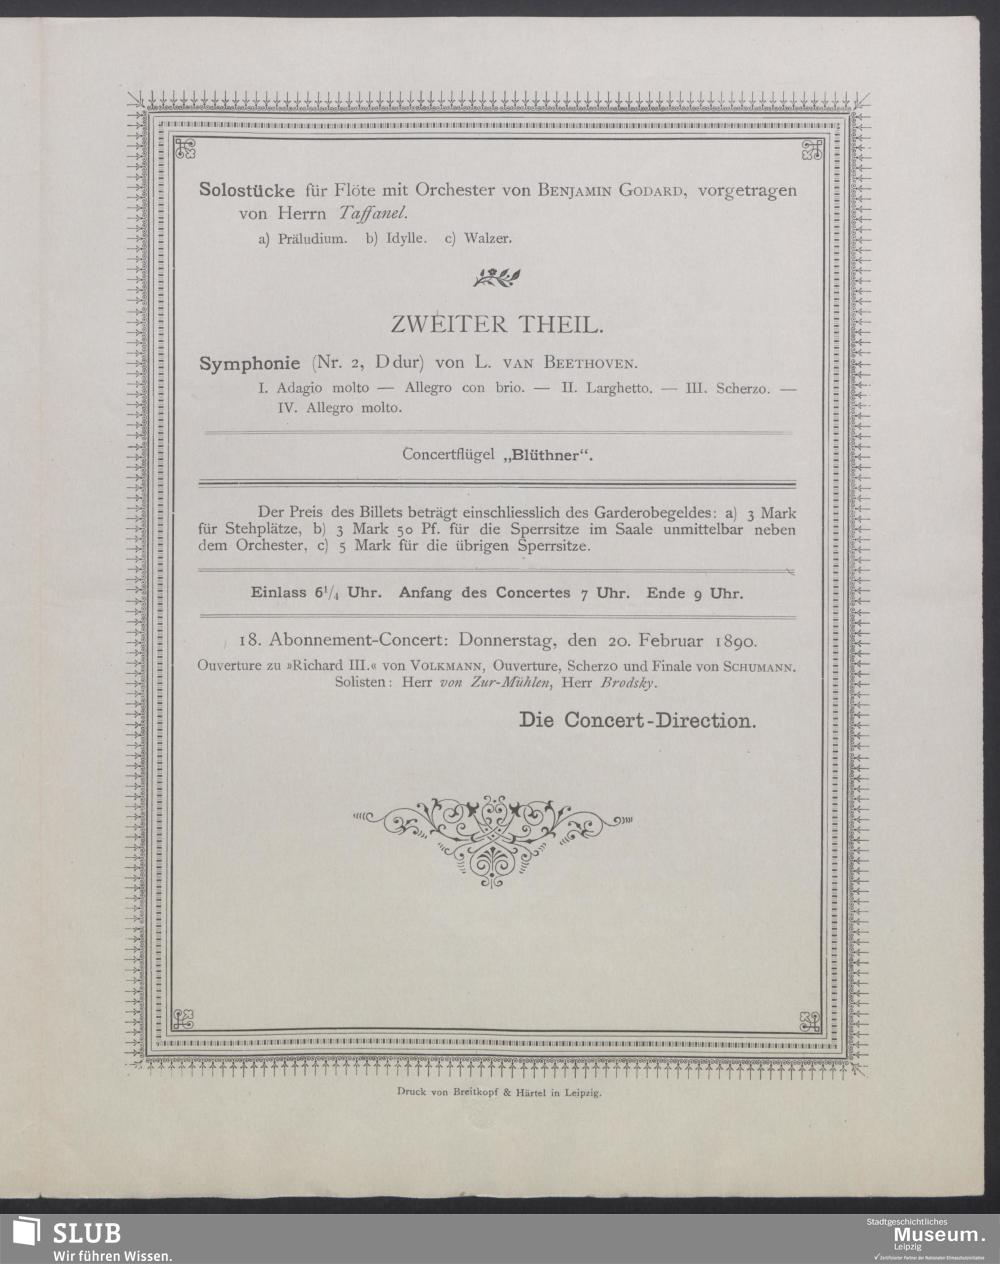 Solostücke für Flöte mit Orchester von Benjamin Godard, vorgetragen
von Herrn Taffanel.
a) Präludium. b) Idylle. c) Walzer.
ZWEITER THEIL.
Symphonie (Nr. 2, Ddur) von L. van Beethoven.
I. Adagio molto — Allegro con brio. — II. Larghetto. — III. Scherzo. —
IV. Allegro molto.
Concertflügel „Blüthner“.
Der Preis des Billets beträgt einschliesslich des Garderobegeldes: a) 3 Mark
für Stehplätze, b) 3 Mark 50 Pf. für die Sperrsitze im Saale unmittelbar neben
dem Orchester, c) 5 Mark für die übrigen Sperrsitze.
Einlass 6¹/₄ Uhr. Anfang des Concertes 7 Uhr. Ende 9 Uhr.
18. Abonnement-Concert: Donnerstag, den 20. Februar 1890.
Ouverture zu »Richard III.« von Volkmann, Ouverture, Scherzo und Finale von Schumann.
Solisten: Herr von Zur-Mühlen, Herr Brodsky.
Die Concert-Direction.
Druck von Breitkopf & Härtel in Leipzig.
SLUB
Wir führen Wissen.
Stadtgeschichtliches
Museum.
Leipzig
Zertifizierter Partner der Nationalen Klimaschutzinitiative